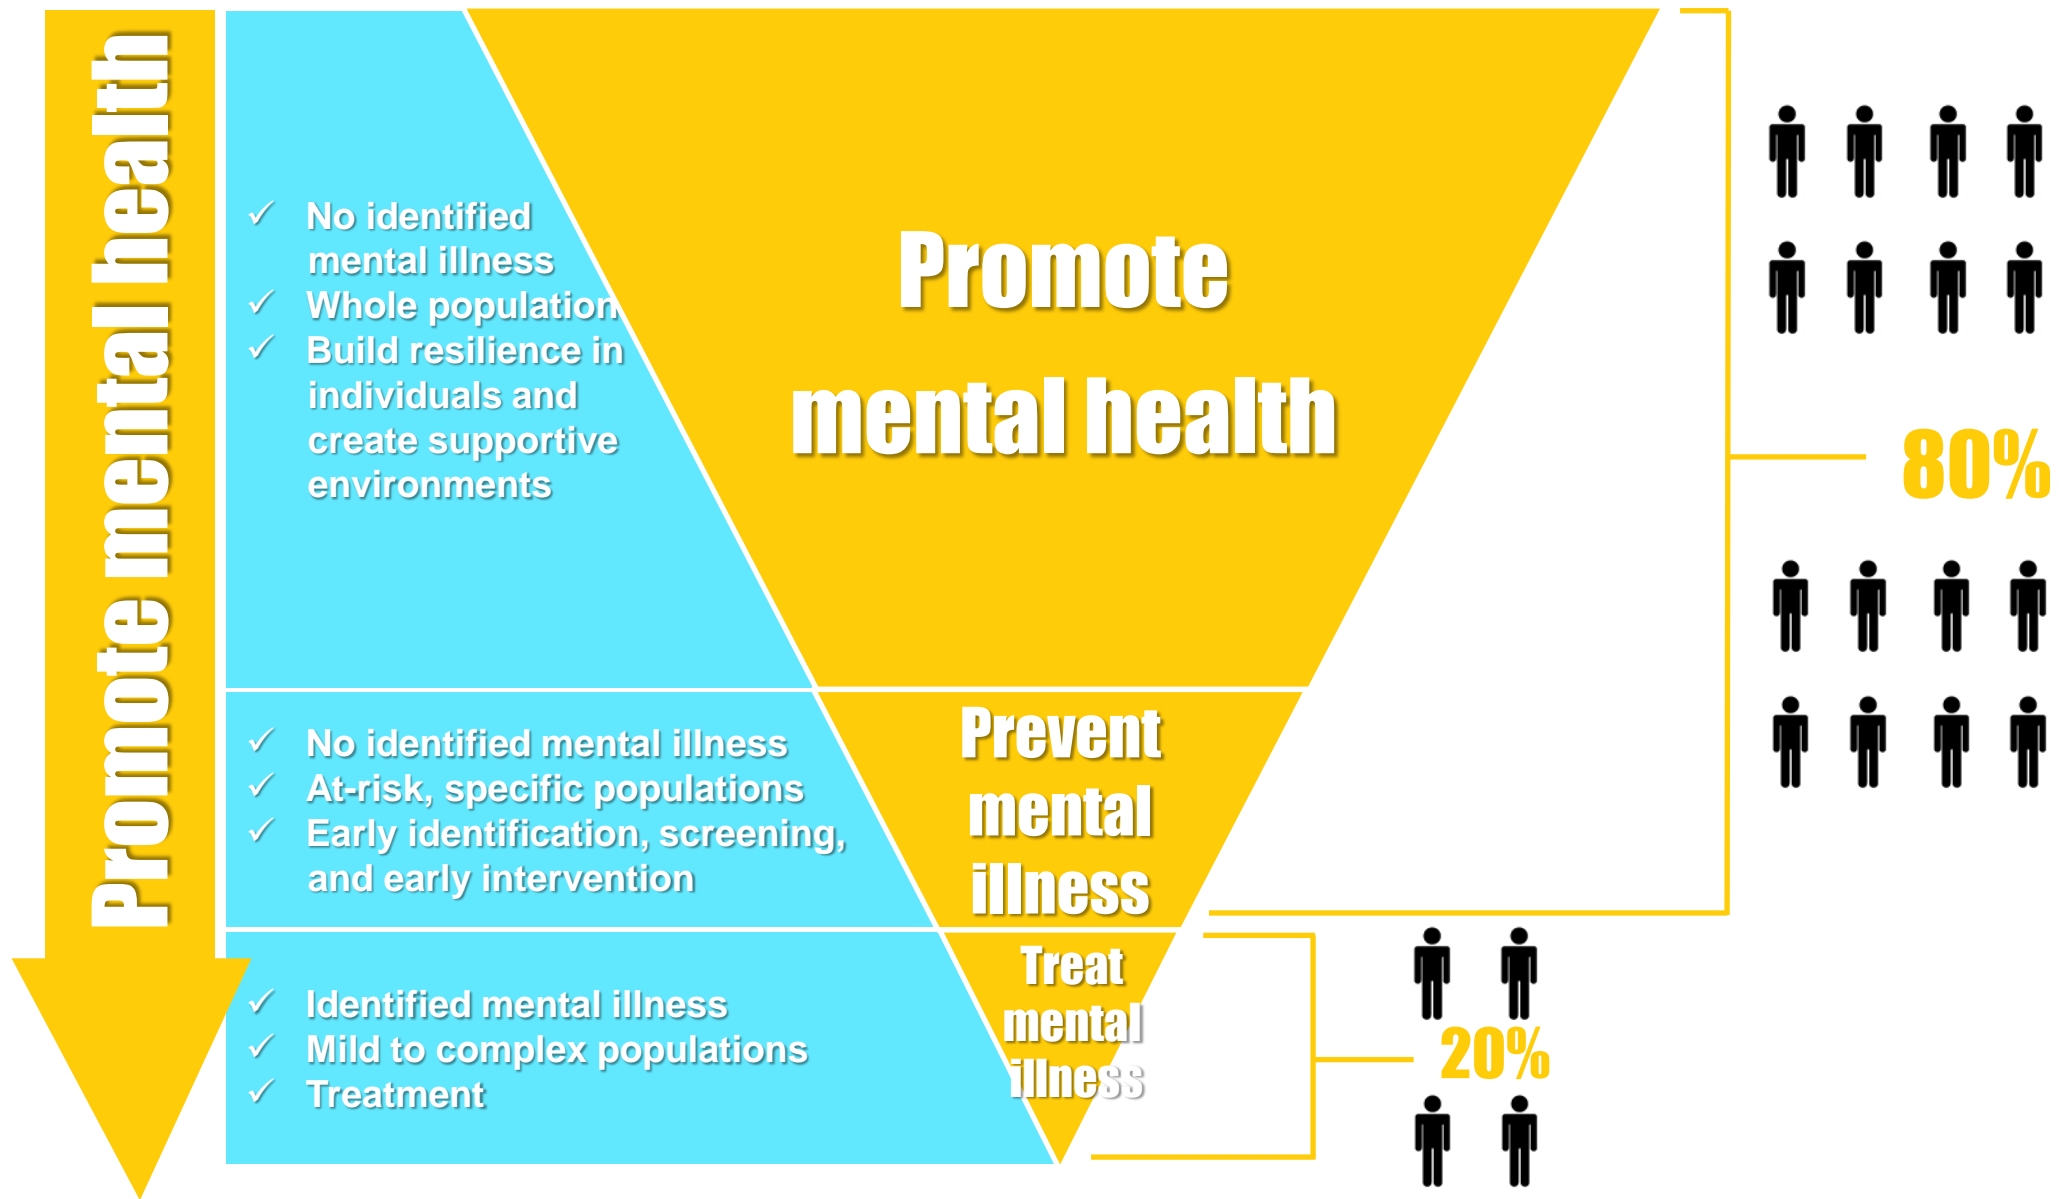 Promote mental health
✓ No identified
mental illness
✓ Whole population
✓ Build resilience in
individuals and
create supportive
environments
Promote
mental health
80%
✓ No identified mental illness
✓ At-risk, specific populations
✓ Early identification, screening,
and early intervention
Prevent
mental
illness
✓ Identified mental illness
✓ Mild to complex populations
✓ Treatment
Treat
mental
illness
20%